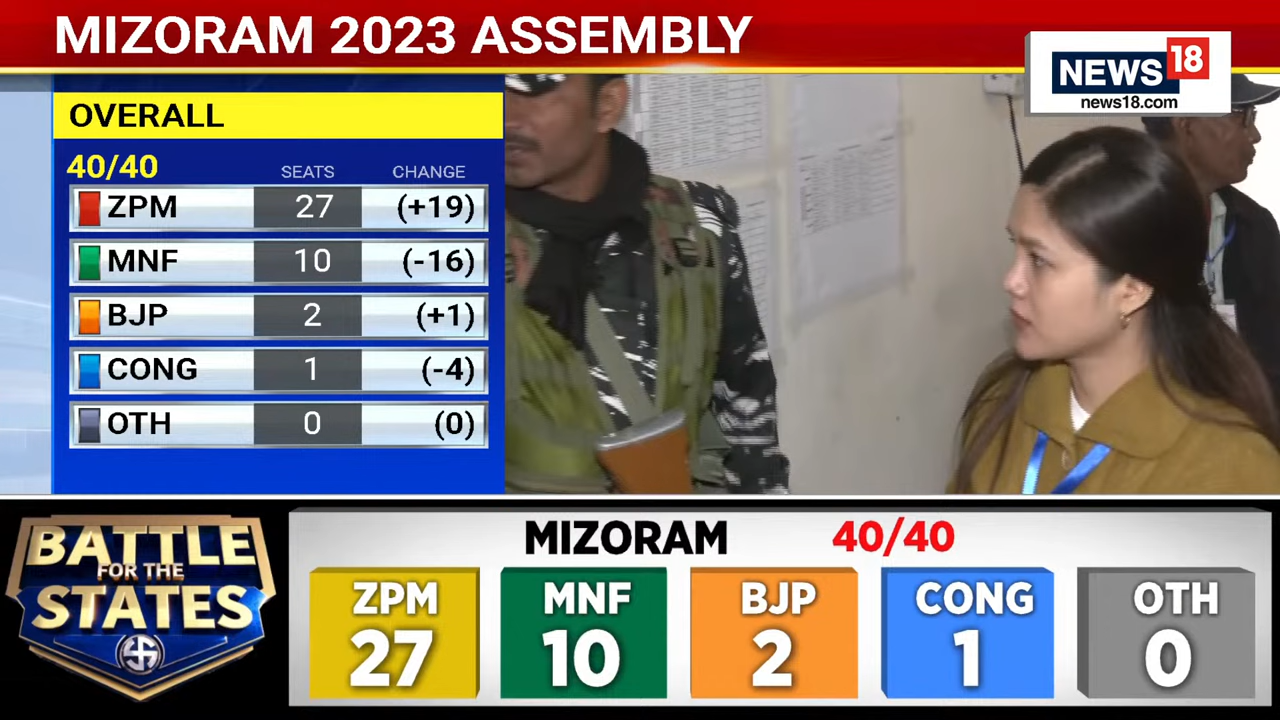 MIZORAM 2023 ASSEMBLY
NEWS 18
news18.com
OVERALL
40/40 SEATS CHANGE
ZPM 27 (+19)
MNF 10 (-16)
BJP 2 (+1)
CONG 1 (-4)
OTH 0 (0)
BATTLE
FOR THE
STATES
MIZORAM 40/40
ZPM MNF BJP CONG OTH
27 10 2 1 0